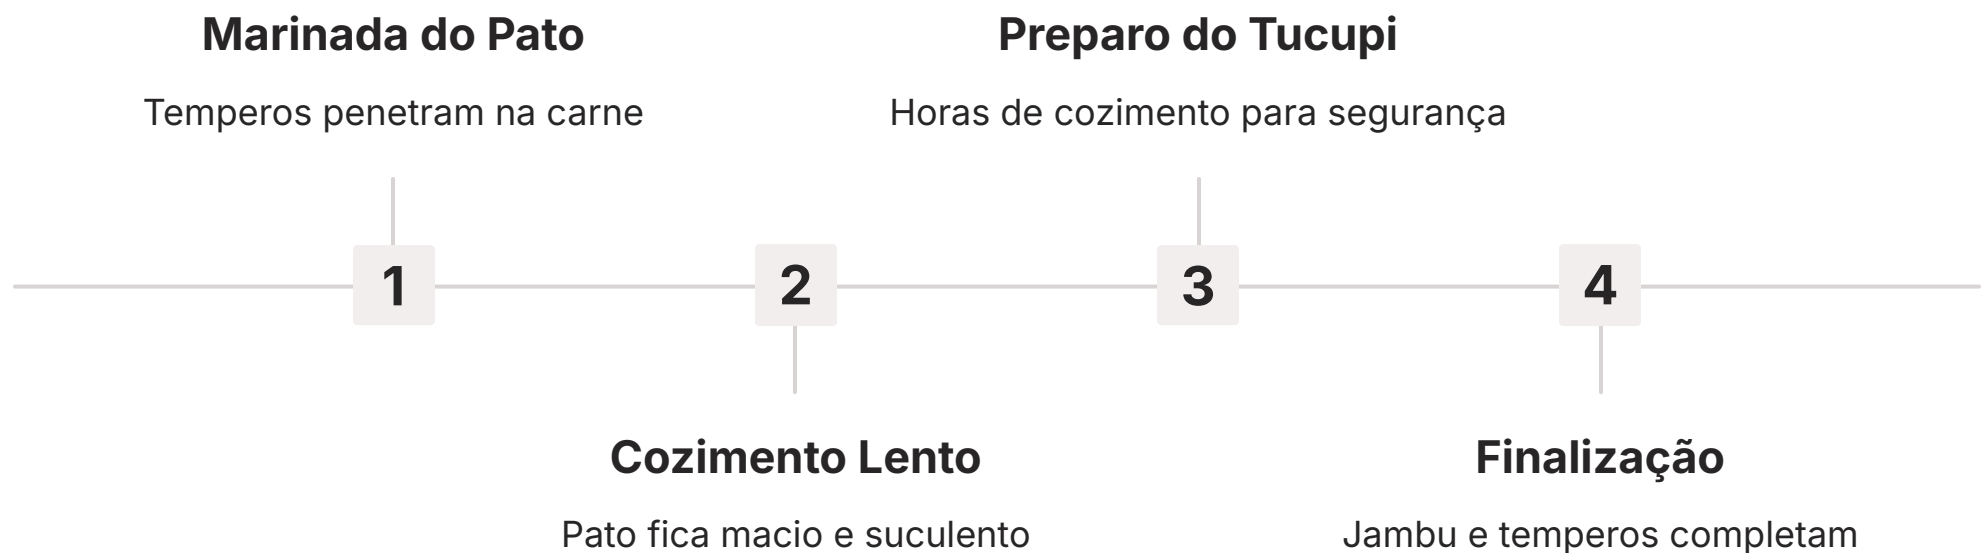 Marinada do Pato
Temperos penetram na carne
Preparo do Tucupi
Horas de cozimento para segurança
1
2
3
4
Cozimento Lento
Pato fica macio e suculento
Finalização
Jambu e temperos completam